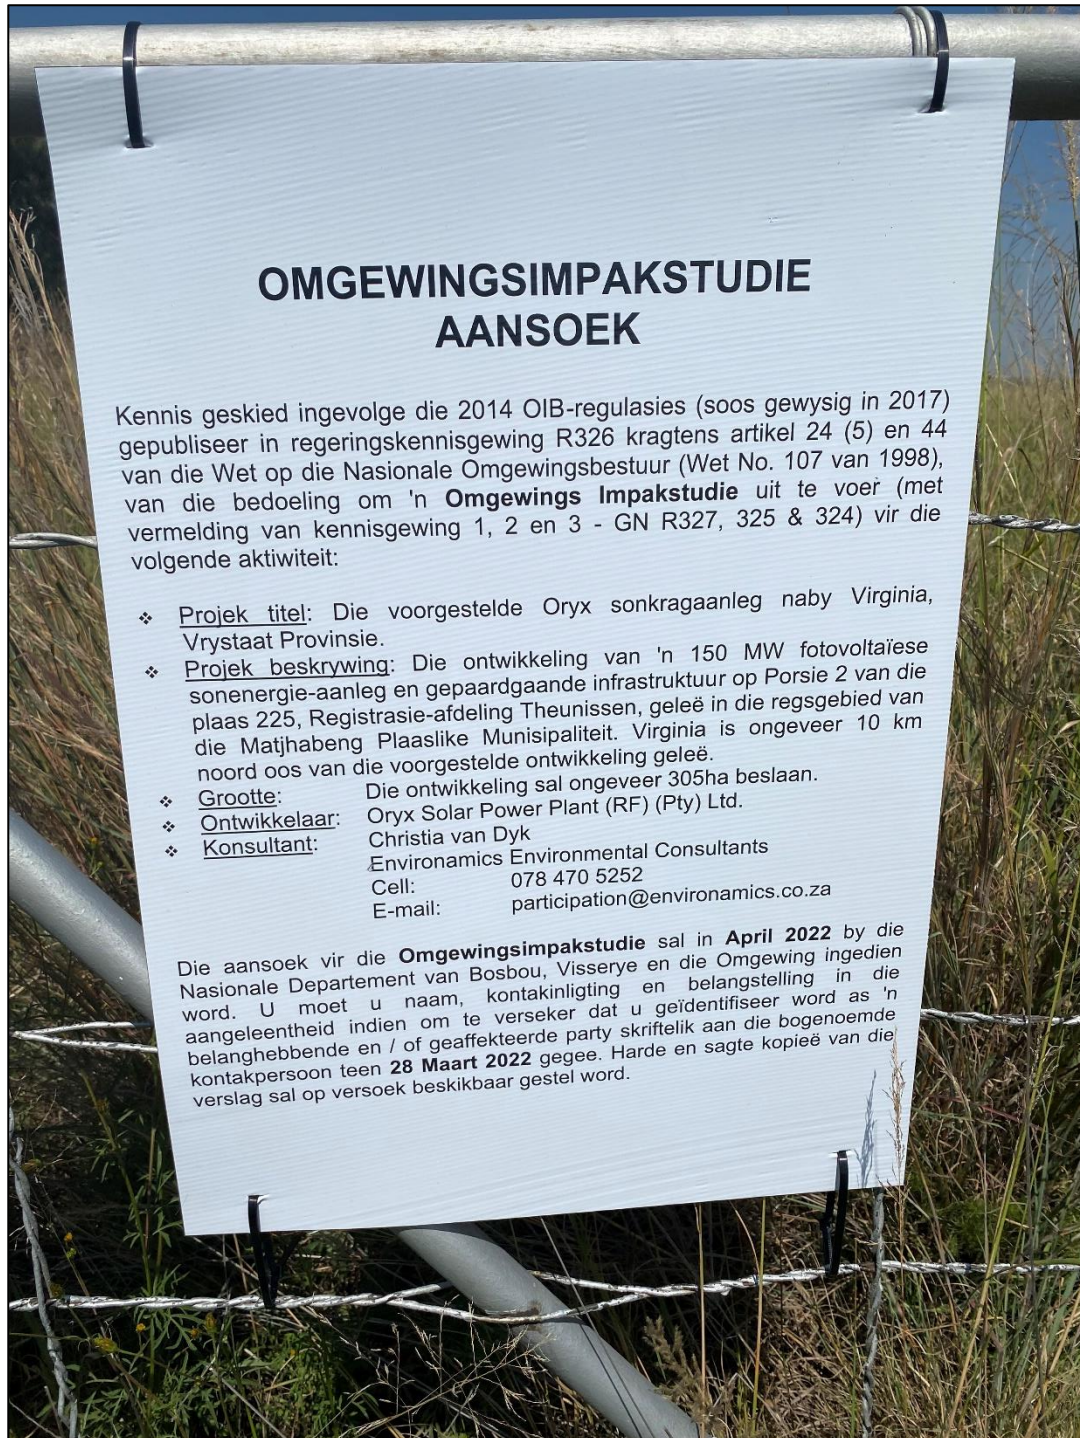 OMGEWINGSIMPAKSTUDIE
AANSOEK
Kennis geskied ingevolge die 2014 OIB-regulasies (soos gewysig in 2017)
gepubliseer in regeringskennisgewing R326 kragtens artikel 24 (5) en 44
van die Wet op die Nasionale Omgewingsbestuur (Wet No. 107 van 1998),
van die bedoeling om 'n Omgewings Impakstudie uit te voer (met
vermelding van kennisgewing 1, 2 en 3 - GN R327, 325 & 324) vir die
volgende aktiwiteit:
❖ Projek titel: Die voorgestelde Oryx sonkragaanleg naby Virginia,
Vrystaat Provinsie.
❖ Projek beskrywing: Die ontwikkeling van 'n 150 MW fotovoltaïese
sonenergie-aanleg en gepaardgaande infrastruktuur op Porsie 2 van die
plaas 225, Registrasie-afdeling Theunissen, geleë in die regsgebied van
die Matjhabeng Plaaslike Munisipaliteit. Virginia is ongeveer 10 km
noord oos van die voorgestelde ontwikkeling geleë.
❖ Grootte: Die ontwikkeling sal ongeveer 305ha beslaan.
❖ Ontwikkelaar: Oryx Solar Power Plant (RF) (Pty) Ltd.
❖ Konsultant: Christia van Dyk
Environamics Environmental Consultants
Cell: 078 470 5252
E-mail: participation@environamics.co.za
Die aansoek vir die Omgewingsimpakstudie sal in April 2022 by die
Nasionale Departement van Bosbou, Visserye en die Omgewing ingedien
word. U moet u naam, kontakinligting en belangstelling in die
aangeleentheid indien om te verseker dat u geïdentifiseer word as 'n
belanghebbende en / of geaffekteerde party skriftelik aan die bogenoemde
kontakpersoon teen 28 Maart 2022 gegee. Harde en sagte kopieë van die
verslag sal op versoek beskikbaar gestel word.